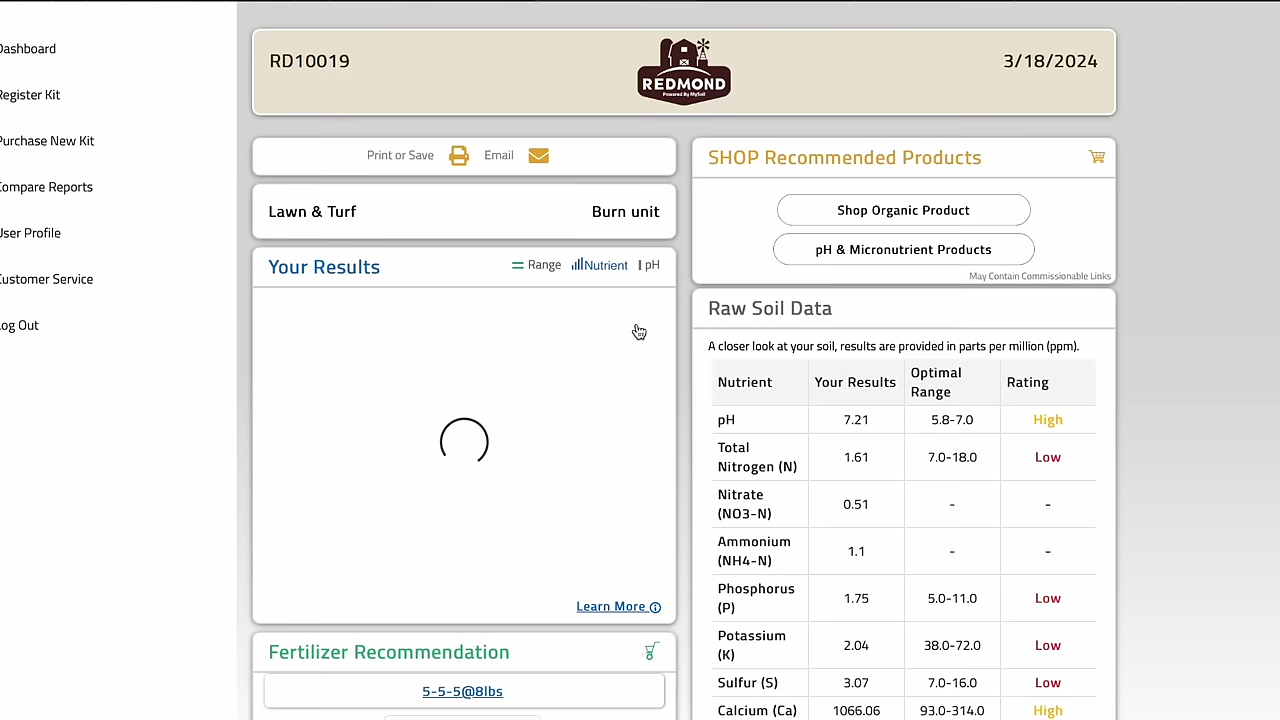 Dashboard
Register Kit
Purchase New Kit
Compare Reports
User Profile
Customer Service
Log Out
RD10019
REDMOND
Powered By MySoil
3/18/2024
Print or Save
Email
Lawn & Turf
Burn unit
Your Results
Range
Nutrient
pH
Learn More
Fertilizer Recommendation
5-5-5@8lbs
SHOP Recommended Products
Shop Organic Product
pH & Micronutrient Products
May Contain Commissionable Links
Raw Soil Data
A closer look at your soil, results are provided in parts per million (ppm).
Nutrient Your Results Optimal Range Rating
pH 7.21 5.8-7.0 High
Total Nitrogen (N) 1.61 7.0-18.0 Low
Nitrate (NO3-N) 0.51 - -
Ammonium (NH4-N) 1.1 - -
Phosphorus (P) 1.75 5.0-11.0 Low
Potassium (K) 2.04 38.0-72.0 Low
Sulfur (S) 3.07 7.0-16.0 Low
Calcium (Ca) 1066.06 93.0-314.0 High